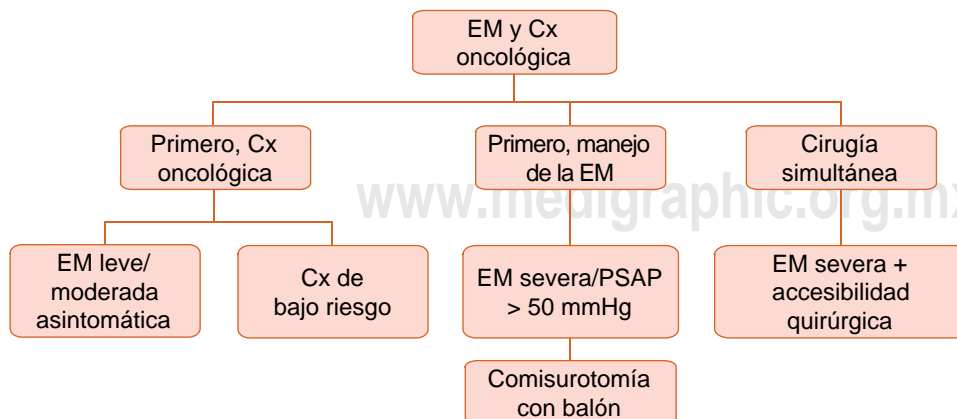 EM y Cx
oncológica
Primero, Cx
oncológica
Primero, manejo
de la EM
Cirugía
simultánea
www.medigraphic.org.mx
EM leve/
moderada
asintomática
Cx de
bajo riesgo
EM severa/PSAP
> 50 mmHg
EM severa +
accesibilidad
quirúrgica
Comisurotomía
con balón